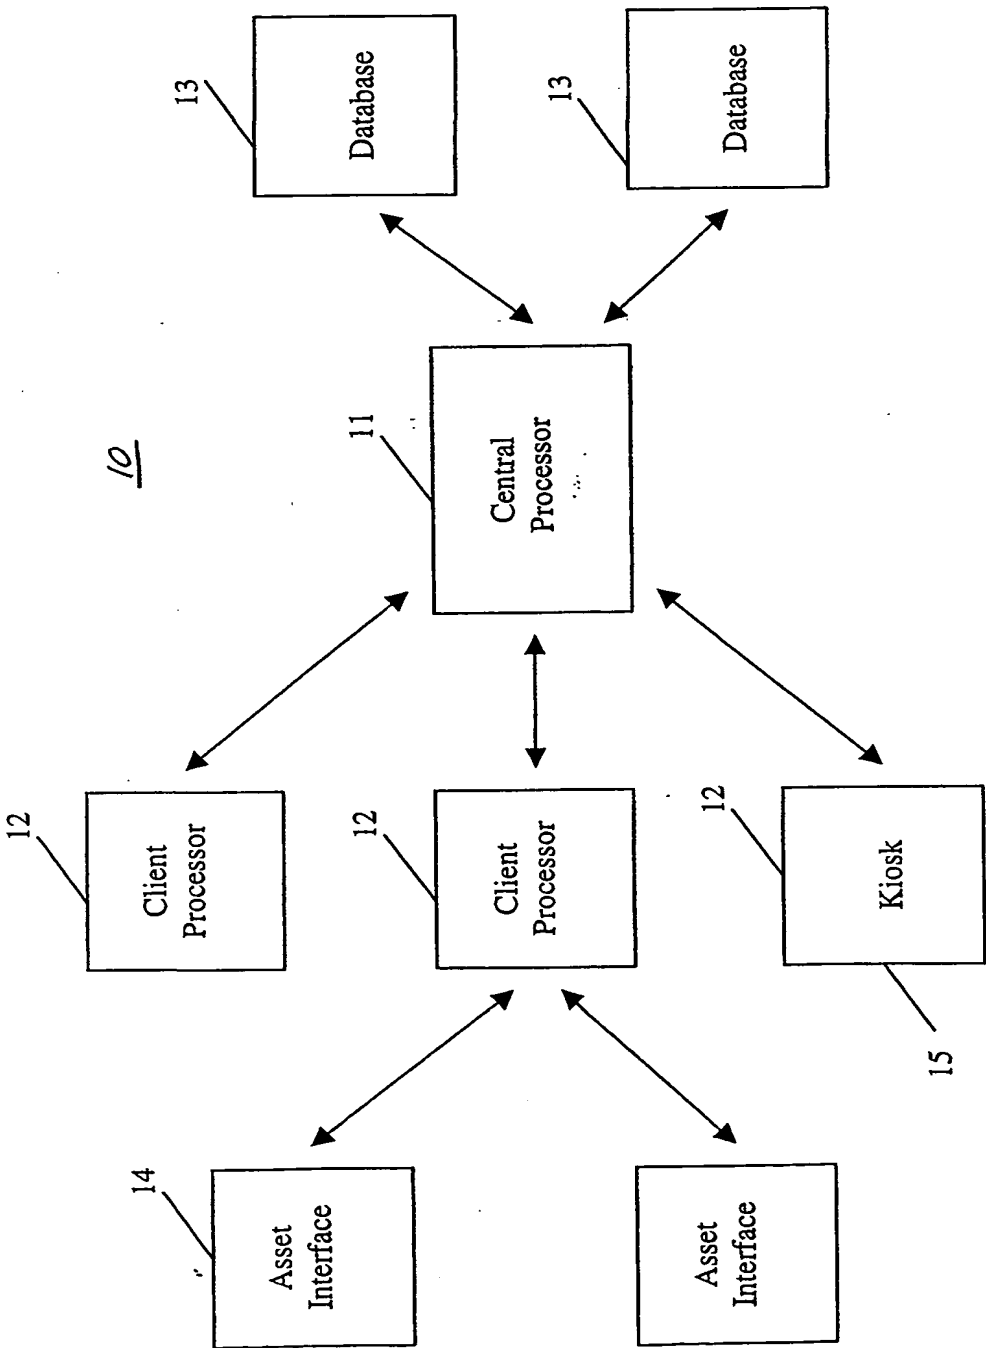 10
14
Asset
Interface
Asset
Interface
12
Client
Processor
12
Client
Processor
12
Kiosk
15
11
Central
Processor
13
Database
13
Database